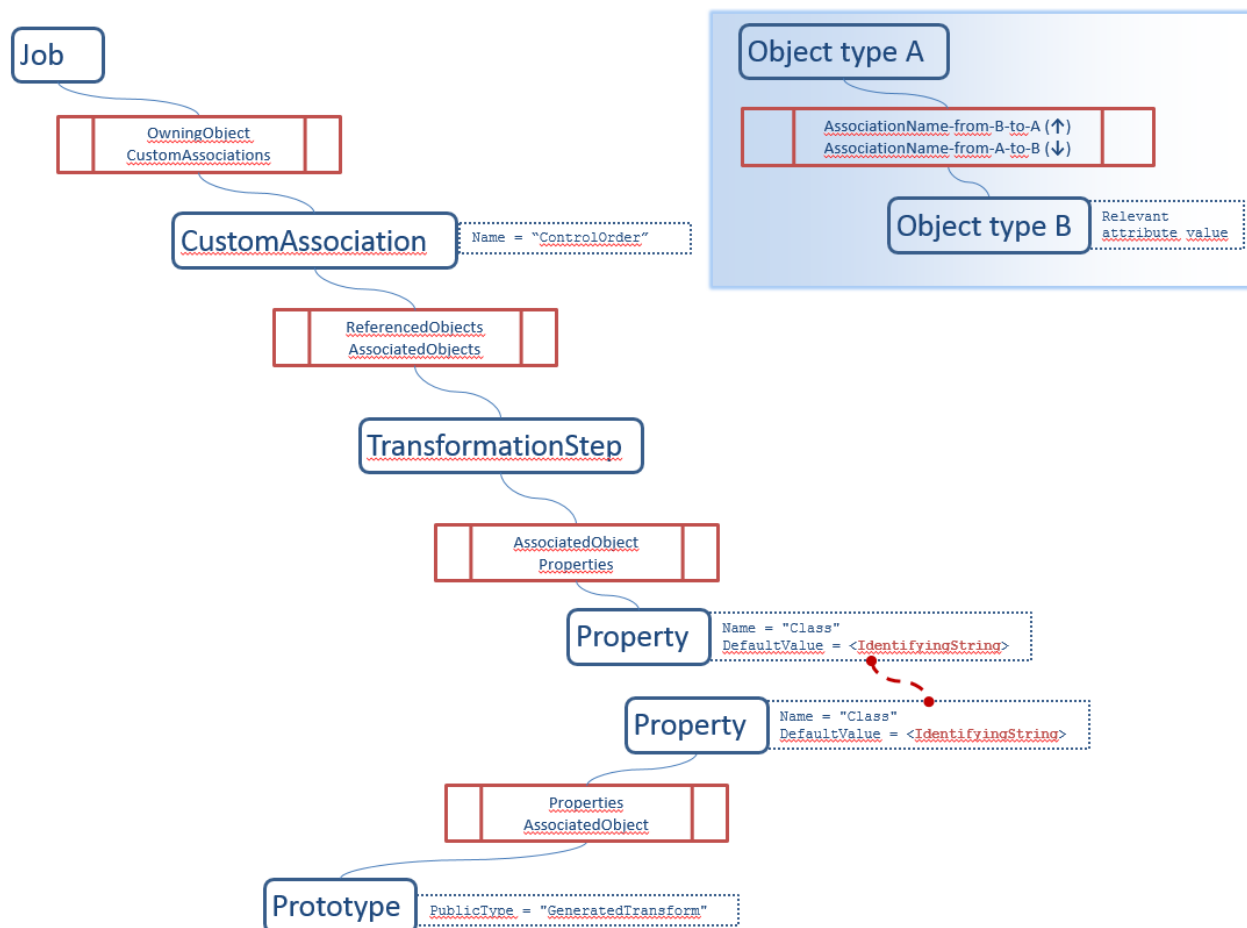 Job
OwningObject
CustomAssociations
CustomAssociation
Name = “ControlOrder”
ReferencedObjects
AssociatedObjects
TransformationStep
AssociatedObject
Properties
Property
Name = "Class"
DefaultValue = <IdentifyingString>
Property
Name = "Class"
DefaultValue = <IdentifyingString>
Properties
AssociatedObject
Prototype
PublicType = "GeneratedTransform"
Object type A
AssociationName-from-B-to-A (↑)
AssociationName-from-A-to-B (↓)
Object type B
Relevant
attribute value